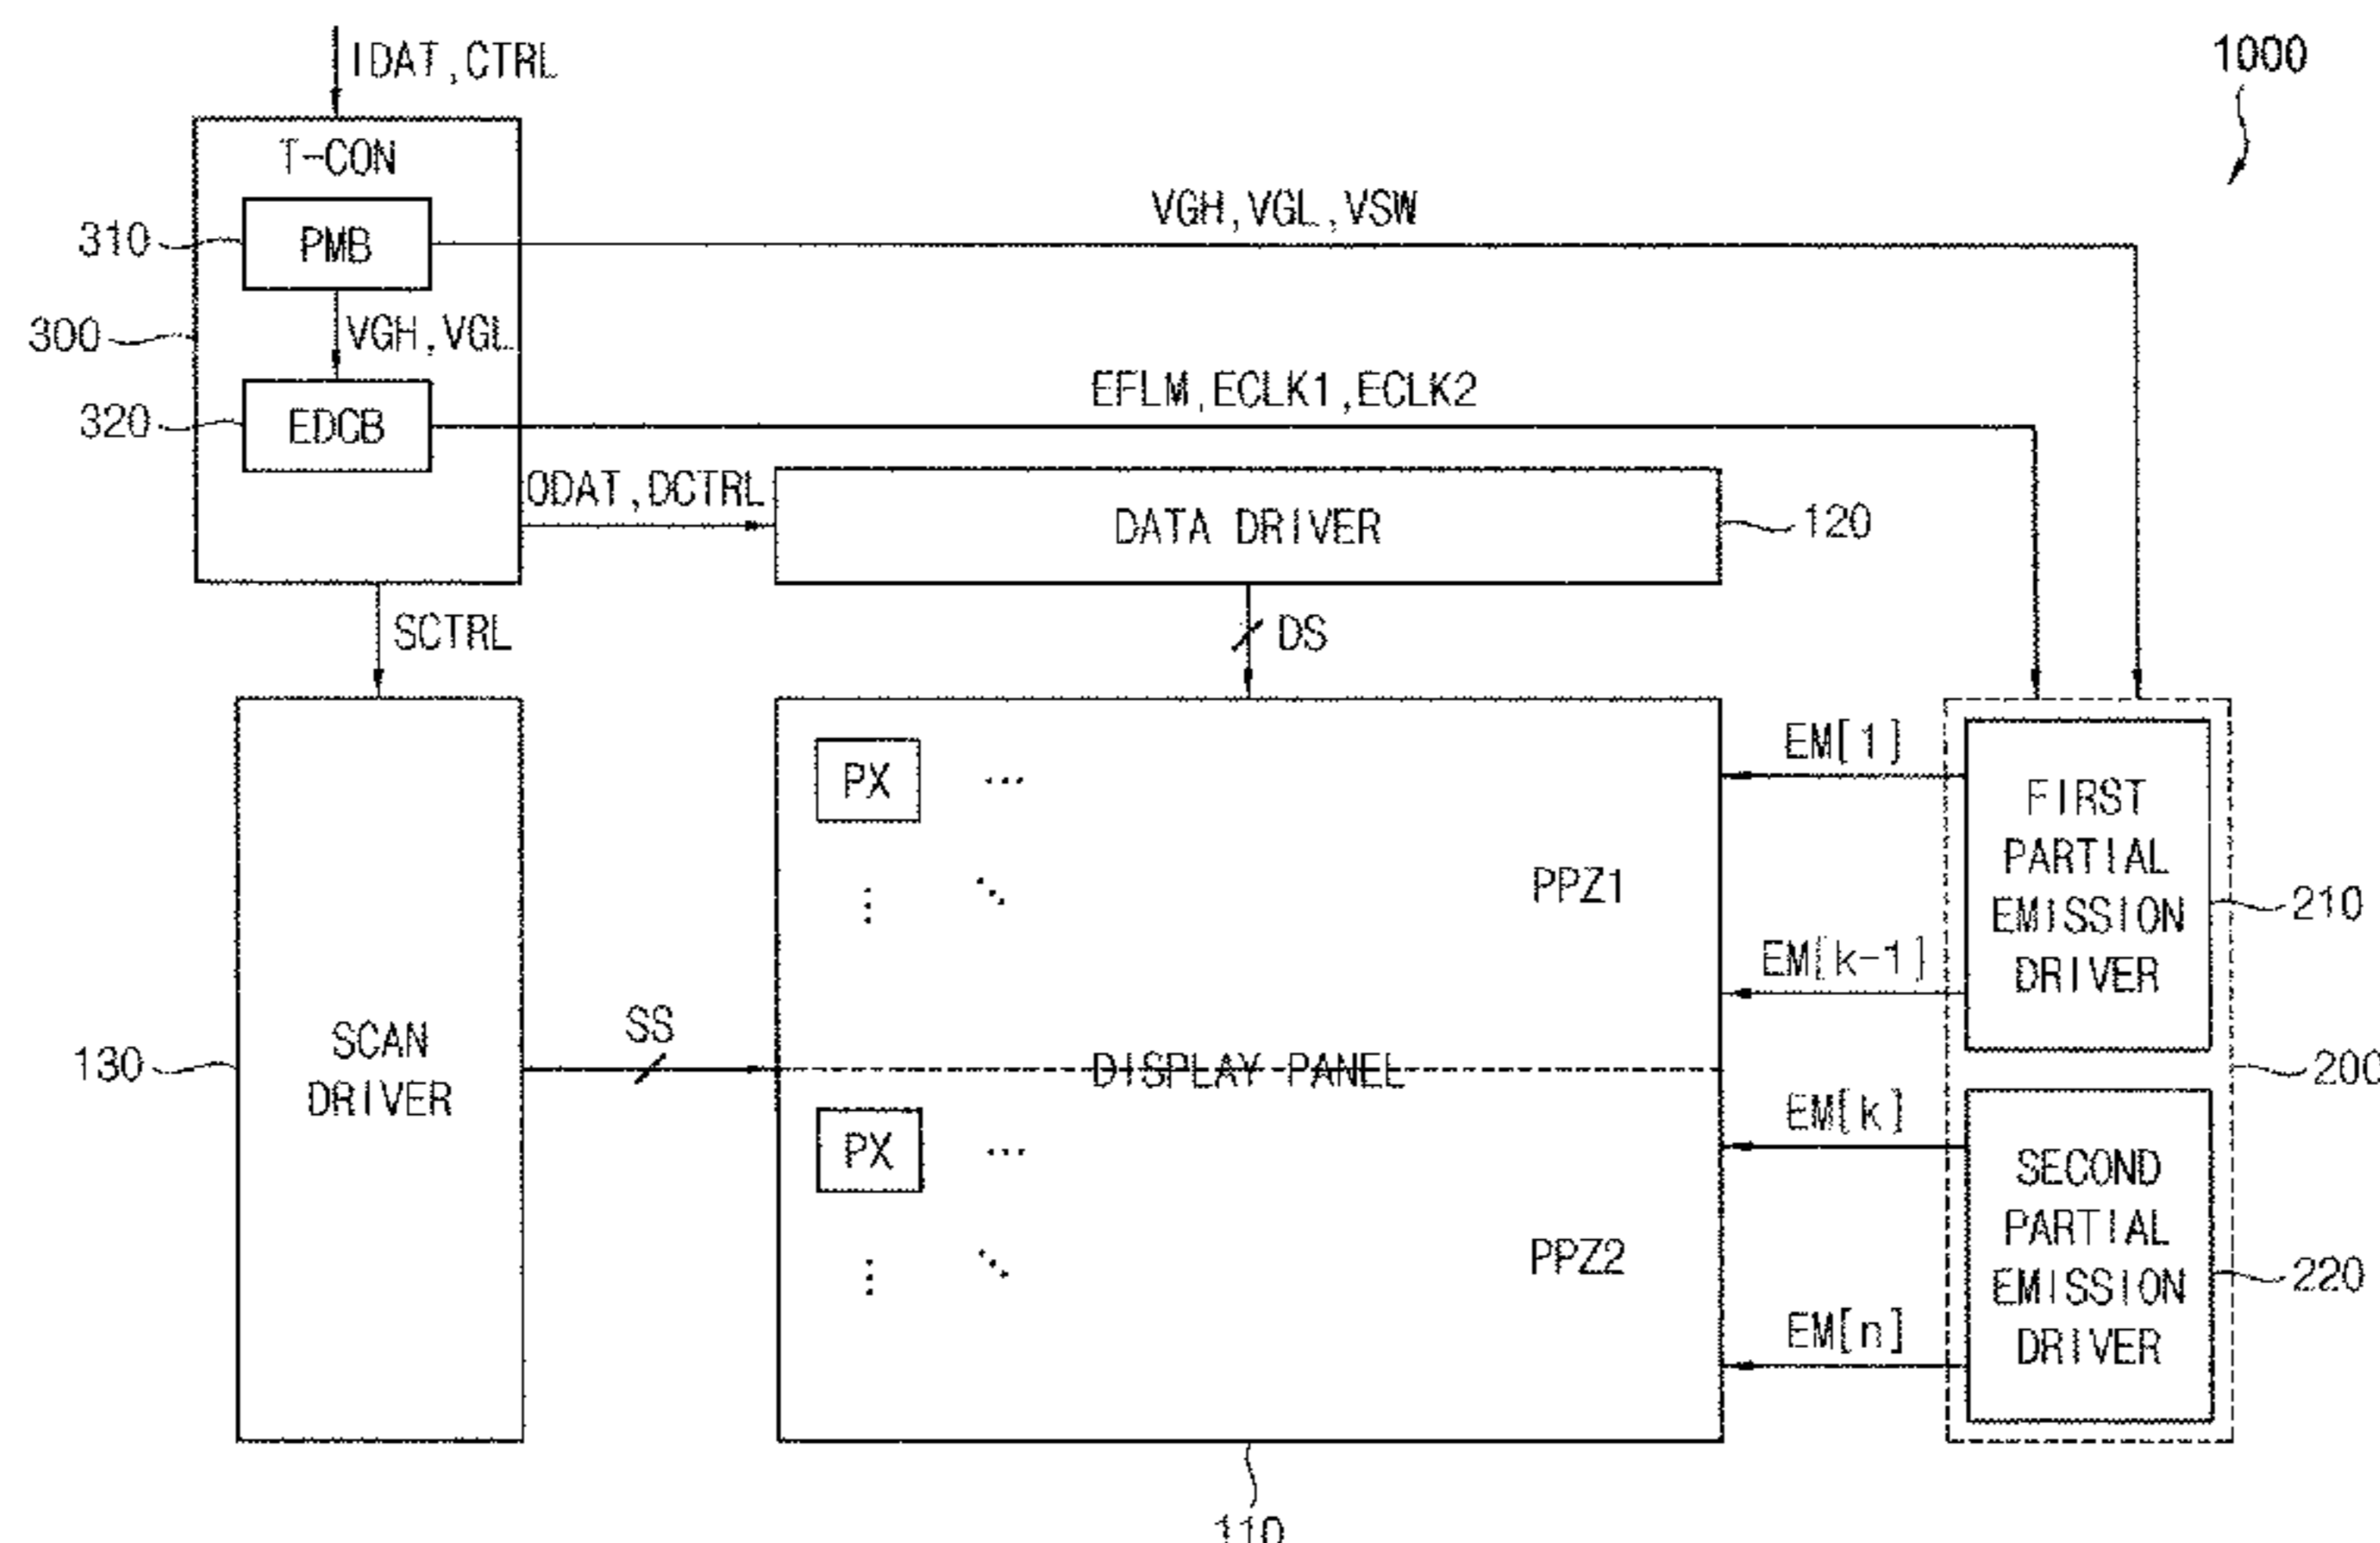 IDAT,CTRL
1000
T-CON
VGH,VGL,VSW
310
PMB
VGH,VGL
300
EFLM,ECLK1,ECLK2
320
EDCB
ODAT,DCTRL
DATA DRIVER
120
SCTRL
DS
PX
...
EM[1]
FIRST
PARTIAL
EMISSION
DRIVER
PPZ1
210
EM[k-1]
SS
SCAN
DRIVER
130
DISPLAY PANEL
200
EM[k]
PX
...
SECOND
PARTIAL
EMISSION
DRIVER
PPZ2
220
EM[n]
110